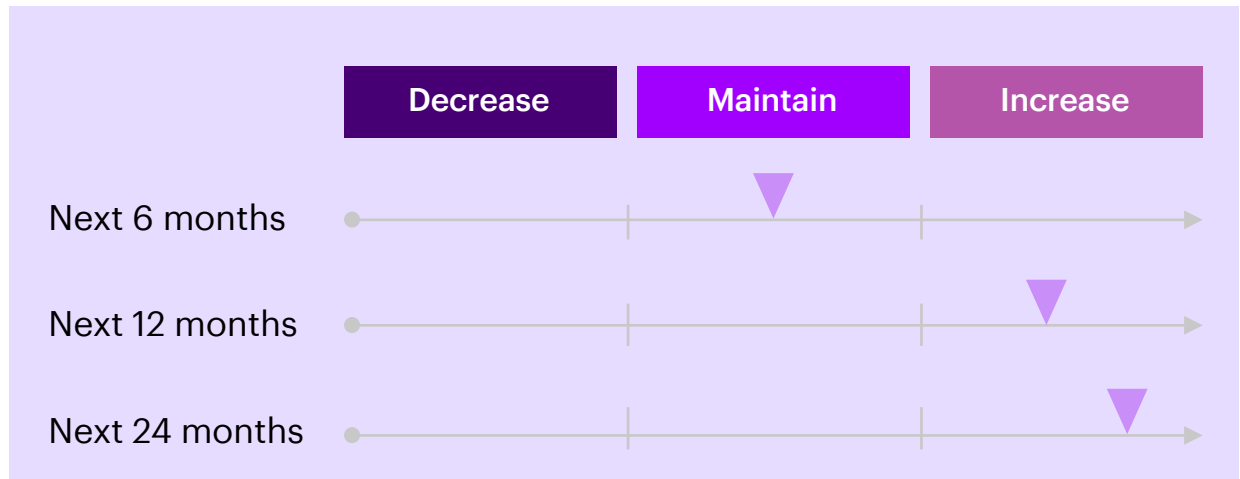 Decrease
Maintain
Increase
Next 6 months
Next 12 months
Next 24 months